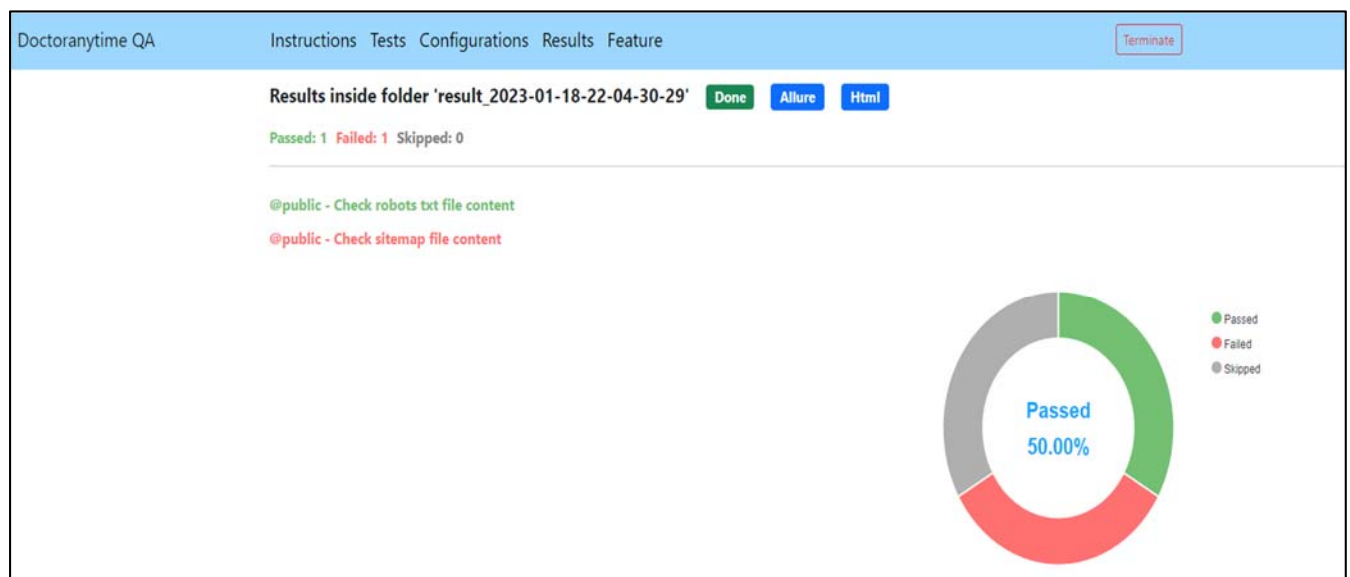 Doctoranytime QA Instructions Tests Configurations Results Feature Terminate
Results inside folder 'result_2023-01-18-22-04-30-29' Done Allure Html
Passed: 1 Failed: 1 Skipped: 0
@public - Check robots txt file content
@public - Check sitemap file content
Passed
Failed
Skipped
Passed
50.00%